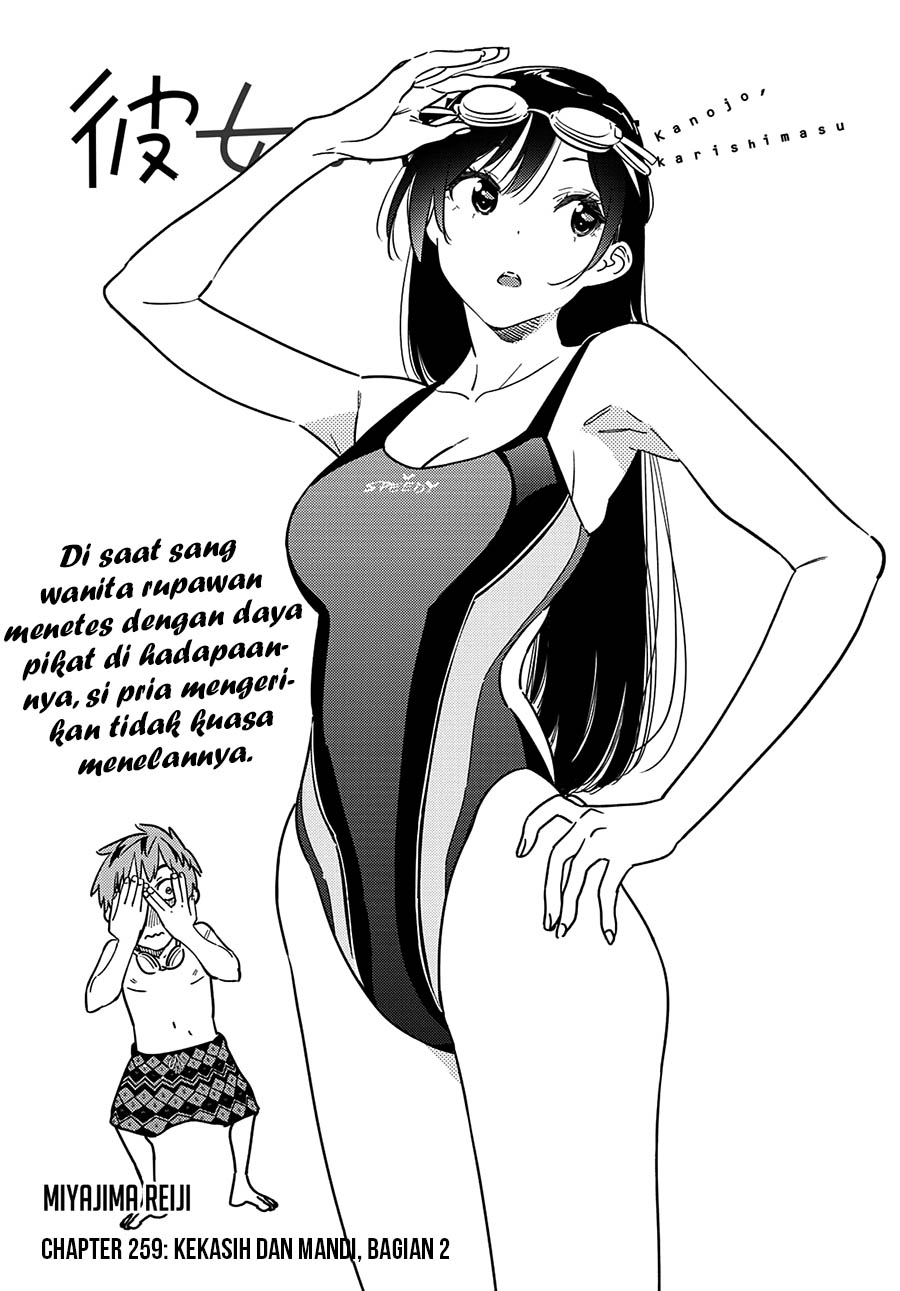 彼女
Kanojo,
karishimasu
SPEEDY
Di saat sang
wanita rupawan
menetes dengan daya
pikat di hadapaan-
nya, si pria mengeri-
kan tidak kuasa
menelannya.
MIYAJIMA REIJI
CHAPTER 259: KEKASIH DAN MANDI, BAGIAN 2